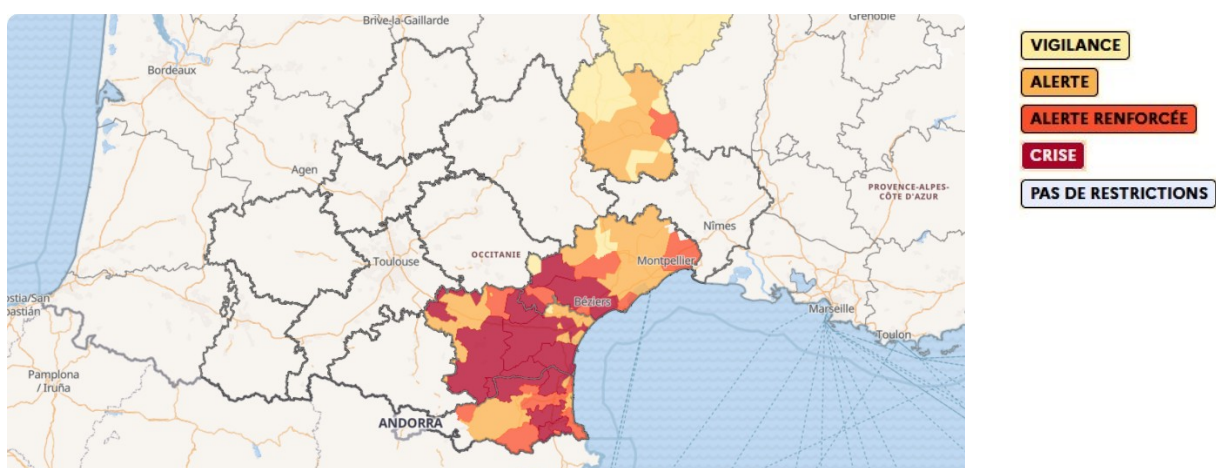 Brive-la-Gaillarde
Grenoble
Bordeaux
Agen
PROVENCE-ALPES-
CÔTE D'AZUR
Nîmes
OCCITANIE
Toulouse
Montpellier
Béziers
Marseille
Toulon
ostia/San
bastián
Pamplona
/ Iruña
ANDORRA
VIGILANCE
ALERTE
ALERTE RENFORCÉE
CRISE
PAS DE RESTRICTIONS